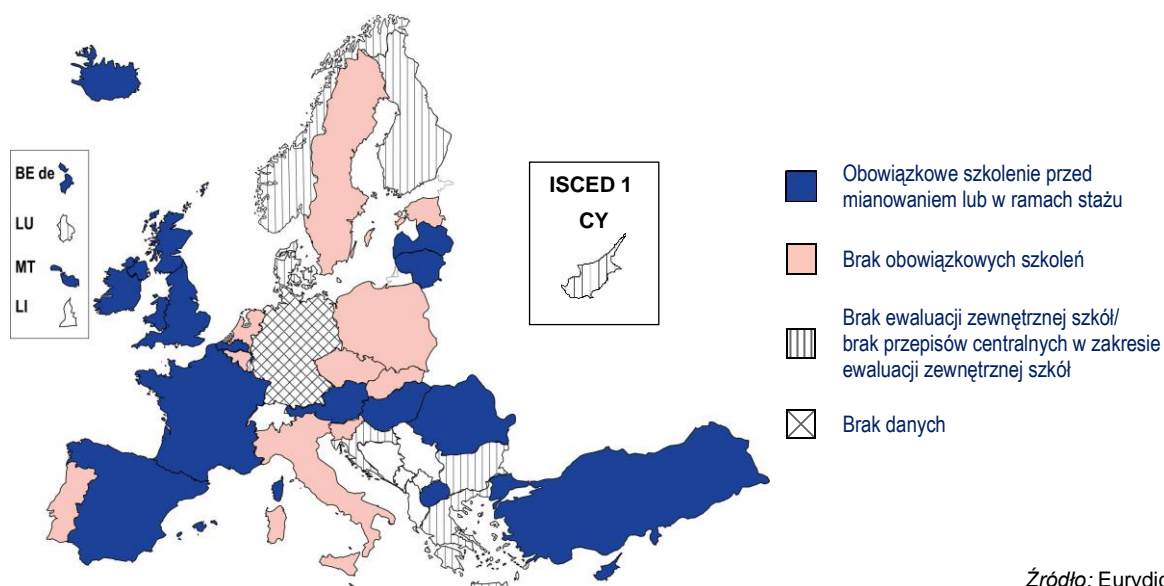 BE de
LU
MT
LI
ISCED 1
CY
Obowiązkowe szkolenie przed
mianowaniem lub w ramach stażu
Brak obowiązkowych szkoleń
Brak ewaluacji zewnętrznej szkół/
brak przepisów centralnych w zakresie
ewaluacji zewnętrznej szkół
Brak danych
Źródło: Eurydic